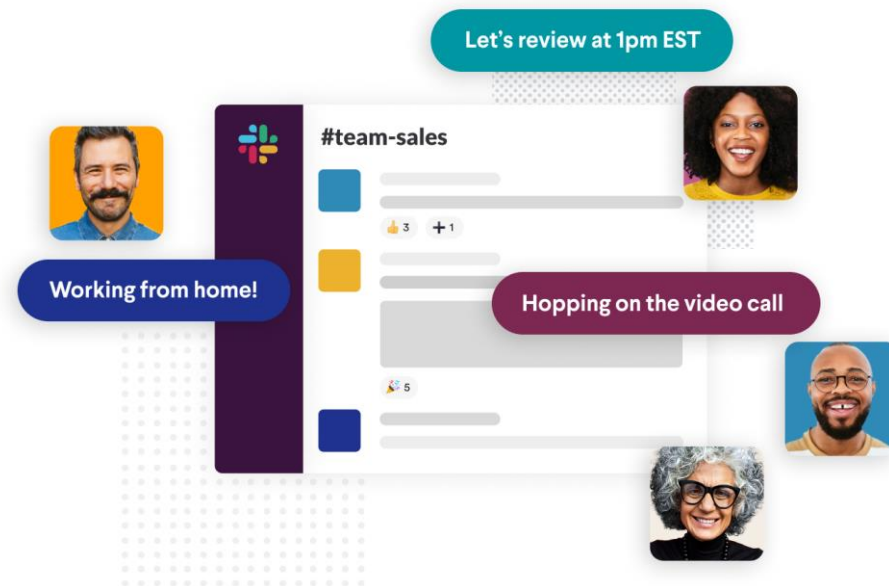 Let’s review at 1pm EST
#team-sales
👍 3 ➕ 1
Working from home!
Hopping on the video call
🎉 5